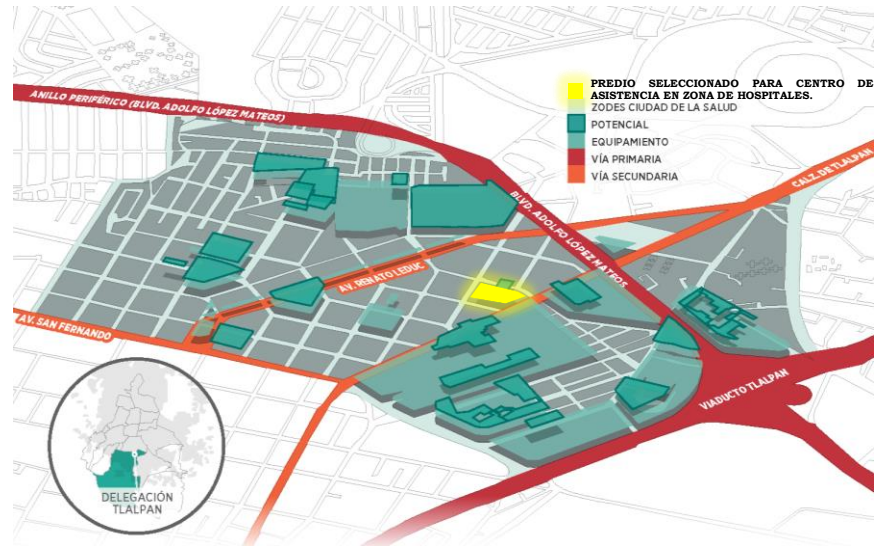 ANILLO PERIFÉRICO (BLVD. ADOLFO LÓPEZ MATEOS)
PREDIO SELECCIONADO PARA CENTRO DE
ASISTENCIA EN ZONA DE HOSPITALES.
ZODES CIUDAD DE LA SALUD
POTENCIAL
EQUIPAMIENTO
VÍA PRIMARIA
VÍA SECUNDARIA
CALZ. DE TLALPAN
BLVD. ADOLFO LÓPEZ MATEOS
AV. RENATO LEDUC
AV. SAN FERNANDO
VIADUCTO TLALPAN
DELEGACIÓN
TLALPAN